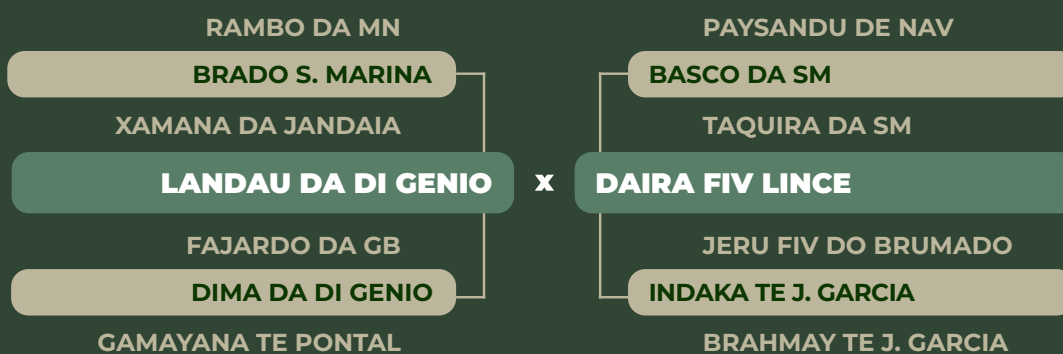 RAMBO DA MN
BRADO S. MARINA
XAMANA DA JANDAIA
LANDAU DA DI GENIO
FAJARDO DA GB
DIMA DA DI GENIO
GAMAYANA TE PONTAL
x
PAYSANDU DE NAV
BASCO DA SM
TAQUIRA DA SM
DAIRA FIV LINCE
JERU FIV DO BRUMADO
INDAKA TE J. GARCIA
BRAHMAY TE J. GARCIA